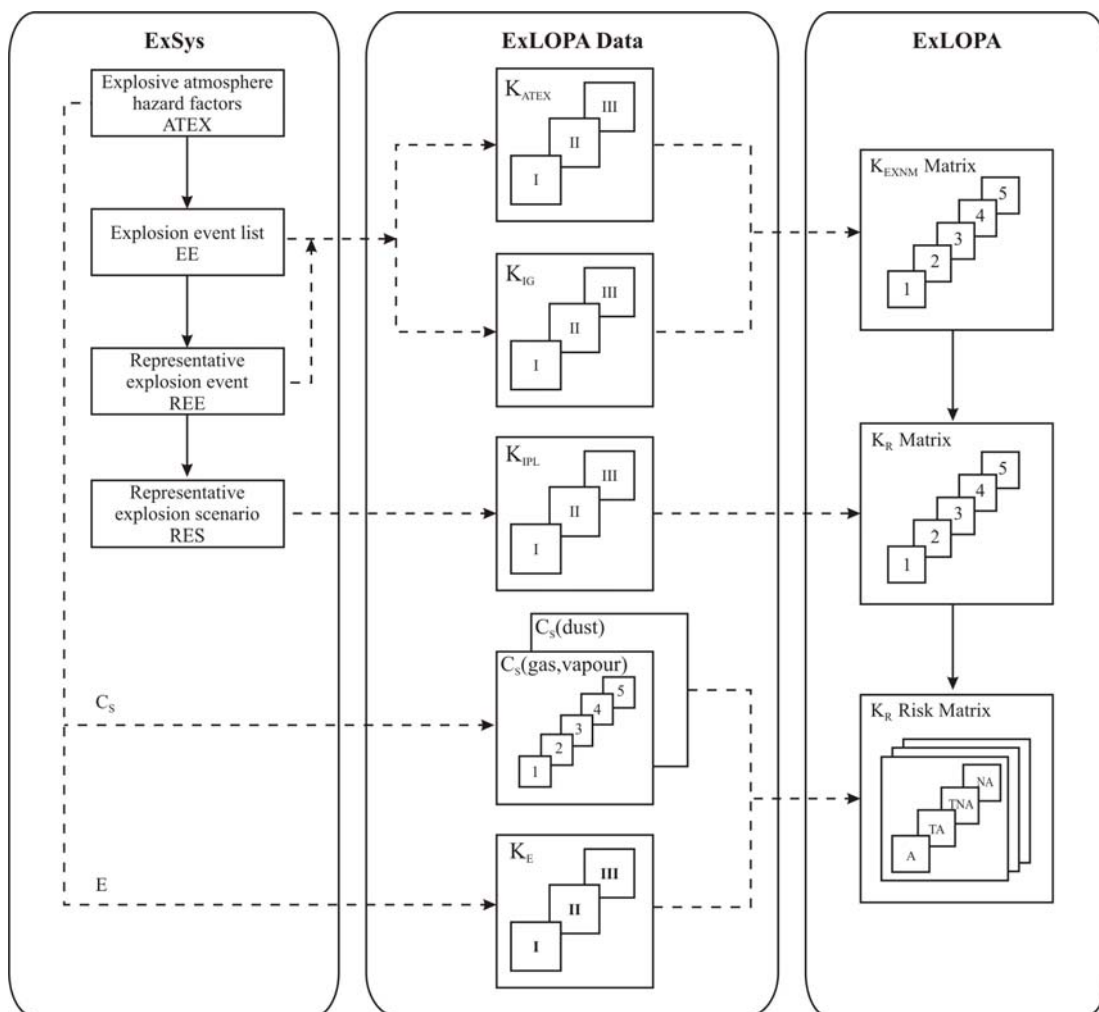 ExSys
Explosive atmosphere
hazard factors
ATEX
Explosion event list
EE
Representative
explosion event
REE
Representative
explosion scenario
RES
C_S
E
ExLOPA Data
K_ATEX
III
II
I
K_IG
III
II
I
K_IPL
III
II
I
C_S(dust)
C_S(gas,vapour)
5
4
3
2
1
K_E
III
II
I
ExLOPA
K_EXNM Matrix
5
4
3
2
1
K_R Matrix
5
4
3
2
1
K_R Risk Matrix
NA
TNA
TA
A